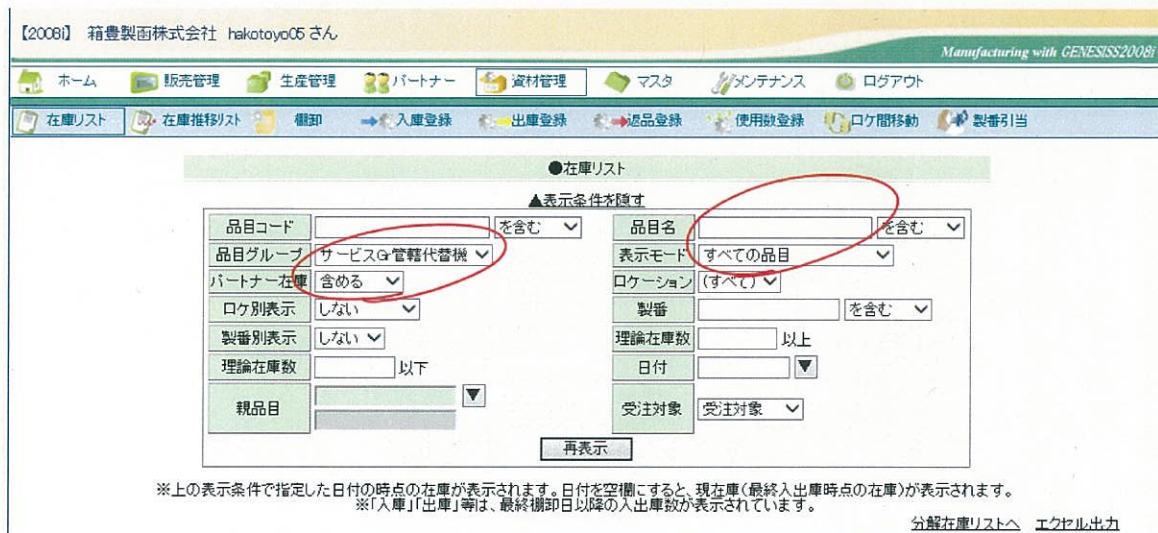 【2008i】 箱豊製函株式会社 hakotoyo05 さん
Manufacturing with GENESISS2008i
ホーム 販売管理 生産管理 パートナー 資材管理 マスタ メンテナンス ログアウト
在庫リスト 在庫推移リスト 棚卸 入庫登録 出庫登録 返品登録 使用数登録 ロケ間移動 製番引当
●在庫リスト
▲表示条件を隠す
品目コード を含む 品目名 を含む
品目グループ サービスGr管轄代替機 表示モード すべての品目
パートナー在庫 含める ロケーション (すべて)
ロケ別表示 しない 製番 を含む
製番別表示 しない 理論在庫数 以上
理論在庫数 以下 日付 ▼
親品目 ▼ 受注対象 受注対象
再表示
※上の表示条件で指定した日付の時点の在庫が表示されます。日付を空欄にすると、現在庫(最終入出庫時点の在庫)が表示されます。
※「入庫」「出庫」等は、最終棚卸日以降の入出庫数が表示されています。
分解在庫リストへ エクセル出力